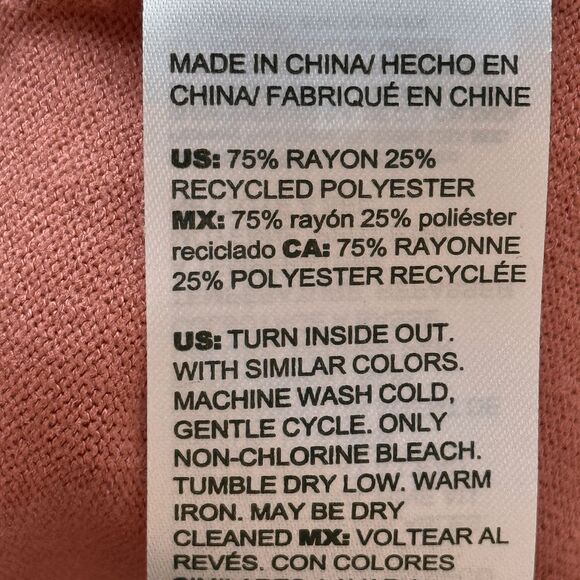 MADE IN CHINA/ HECHO EN
CHINA/ FABRIQUÉ EN CHINE
US: 75% RAYON 25%
RECYCLED POLYESTER
MX: 75% rayón 25% poliéster
reciclado CA: 75% RAYONNE
25% POLYESTER RECYCLÉE
US: TURN INSIDE OUT.
WITH SIMILAR COLORS.
MACHINE WASH COLD,
GENTLE CYCLE. ONLY
NON-CHLORINE BLEACH.
TUMBLE DRY LOW. WARM
IRON. MAY BE DRY
CLEANED MX: VOLTEAR AL
REVÉS. CON COLORES